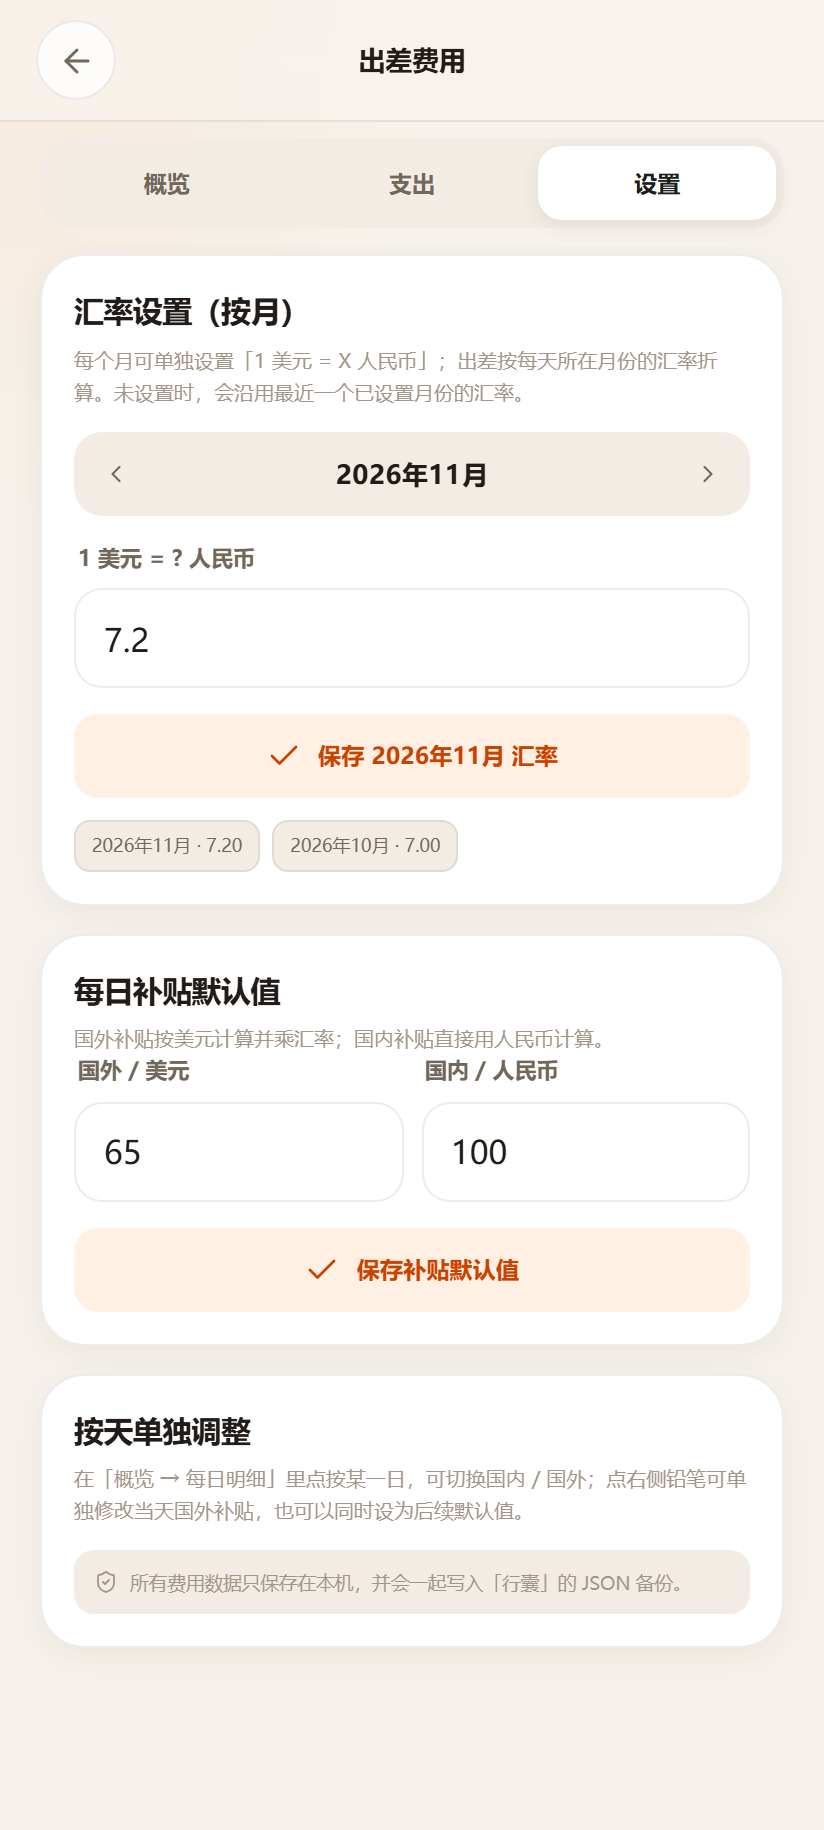 出差费用
概览 支出 设置
汇率设置（按月）
每个月可单独设置「1 美元 = X 人民币」；出差按每天所在月份的汇率折
算。未设置时，会沿用最近一个已设置月份的汇率。
2026年11月
1 美元 = ? 人民币
7.2
保存 2026年11月 汇率
2026年11月 · 7.20 2026年10月 · 7.00
每日补贴默认值
国外补贴按美元计算并乘汇率；国内补贴直接用人民币计算。
国外 / 美元 国内 / 人民币
65 100
保存补贴默认值
按天单独调整
在「概览 → 每日明细」里点按某一日，可切换国内 / 国外；点右侧铅笔可单
独修改当天国外补贴，也可以同时设为后续默认值。
所有费用数据只保存在本机，并会一起写入「行囊」的 JSON 备份。